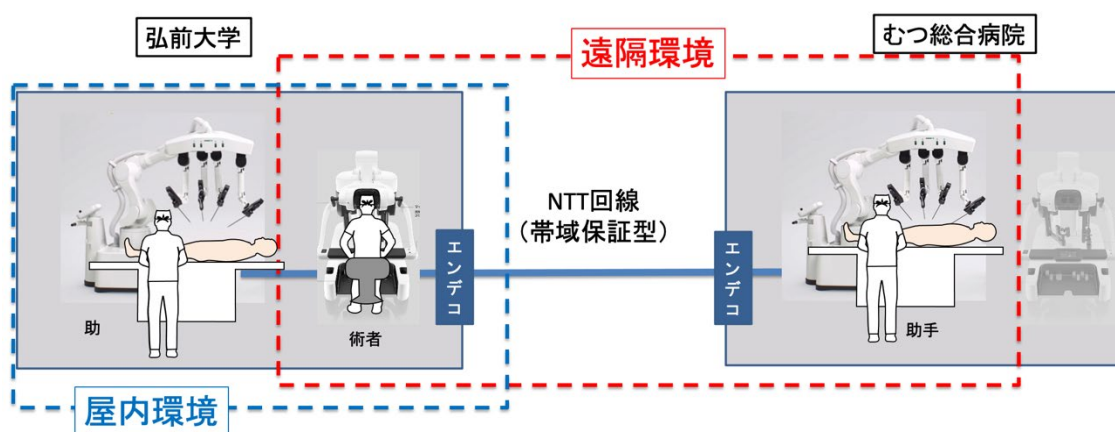 弘前大学
遠隔環境
むつ総合病院
NTT回線
(帯域保証型)
エンデコ
エンデコ
助
術者
助手
屋内環境